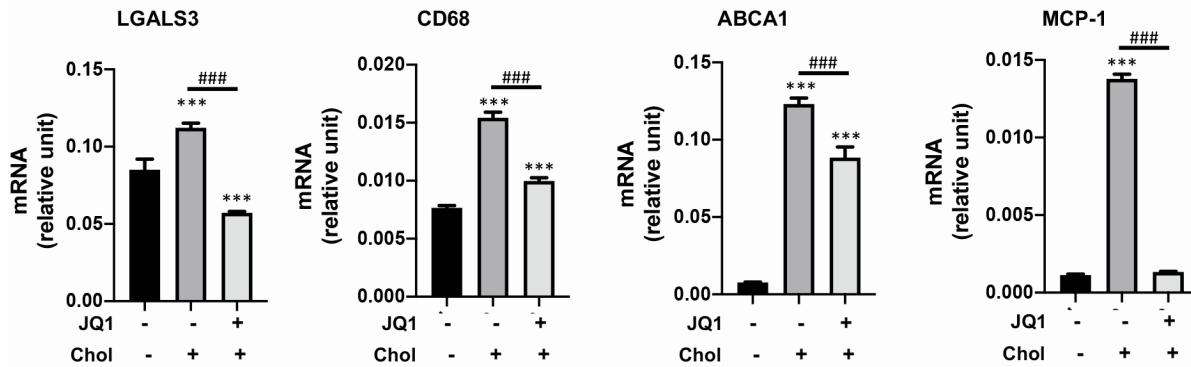 LGALS3
mRNA
(relative unit)
0.15
0.10
0.05
0.00
***
###
***
JQ1 - - +
Chol - + +
CD68
mRNA
(relative unit)
0.020
0.015
0.010
0.005
0.000
***
###
***
JQ1 - - +
Chol - + +
ABCA1
mRNA
(relative unit)
0.15
0.10
0.05
0.00
***
###
***
JQ1 - - +
Chol - + +
MCP-1
mRNA
(relative unit)
0.015
0.010
0.005
0.000
***
###
JQ1 - - +
Chol - + +